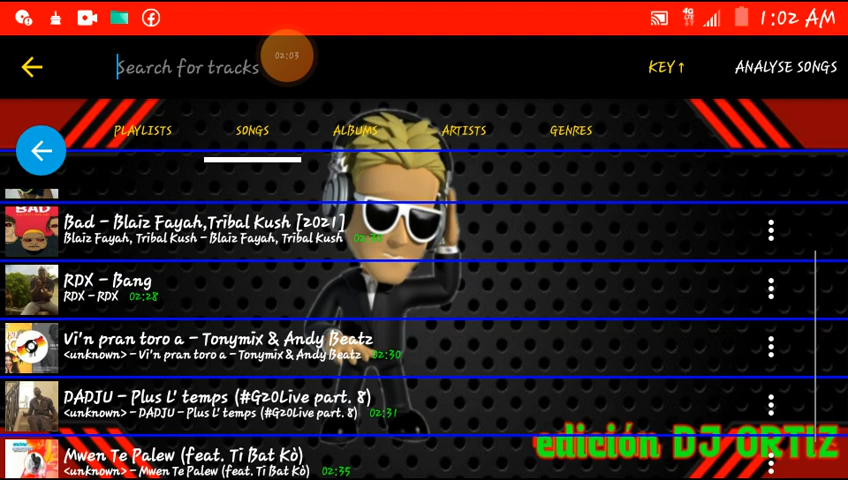 4G
LTE
1:02 AM
Search for tracks
02:03
KEY↑
ANALYSE SONGS
PLAYLISTS
SONGS
ALBUMS
ARTISTS
GENRES
BAD
Bad - Blaiz Fayah,Tribal Kush [2021]
Blaiz Fayah, Tribal Kush - Blaiz Fayah, Tribal Kush
RDX - Bang
RDX - RDX 02:28
Vi'n pran toro a - Tonymix & Andy Beatz
<unknown> - Vi'n pran toro a - Tonymix & Andy Beatz 02:30
DADJU - Plus L' temps (#G20Live part. 8)
<unknown> - DADJU - Plus L' temps (#G20Live part. 8) 02:31
edición DJ ORTIZ
Mwen Te Palew (feat. Ti Bat Kò)
<unknown> - Mwen Te Palew (feat. Ti Bat Kò) 02:35